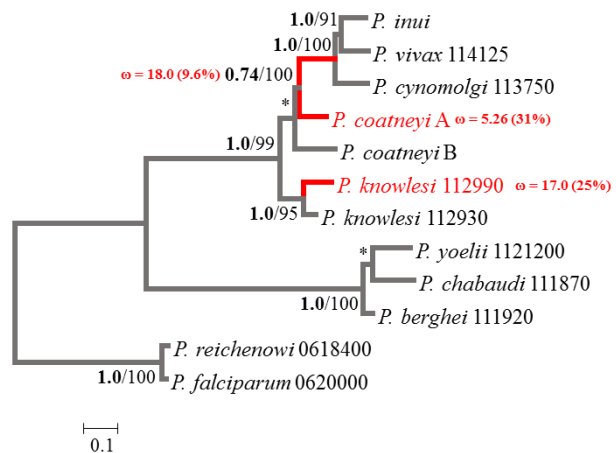 1.0/91
P. inui
1.0/100
P. vivax 114125
ω = 18.0 (9.6%)
0.74/100
P. cynomolgi 113750
*
P. coatneyi A ω = 5.26 (31%)
1.0/99
P. coatneyi B
P. knowlesi 112990 ω = 17.0 (25%)
1.0/95
P. knowlesi 112930
*
P. yoelii 1121200
P. chabaudi 111870
1.0/100
P. berghei 111920
P. reichenowi 0618400
1.0/100
P. falciparum 0620000
0.1